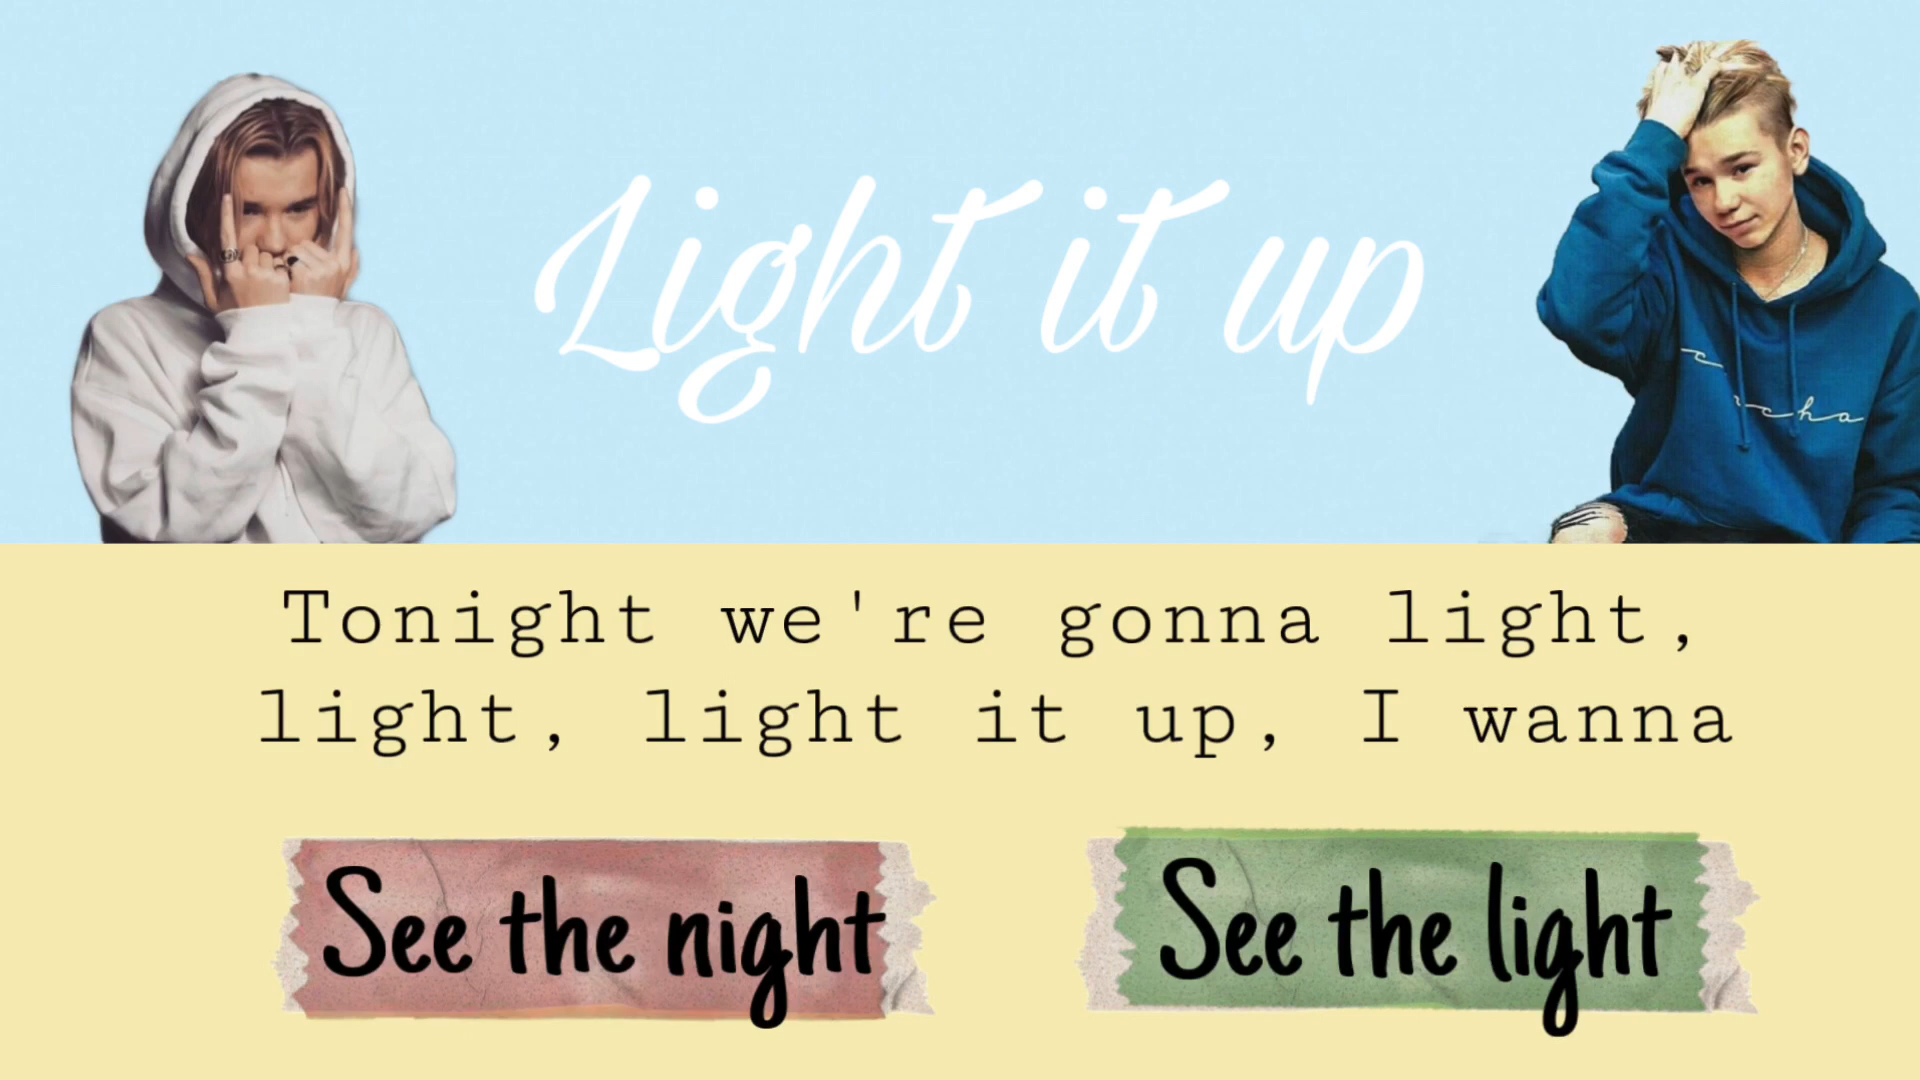 Light it up
Tonight we're gonna light,
light, light it up, I wanna
See the night
See the light